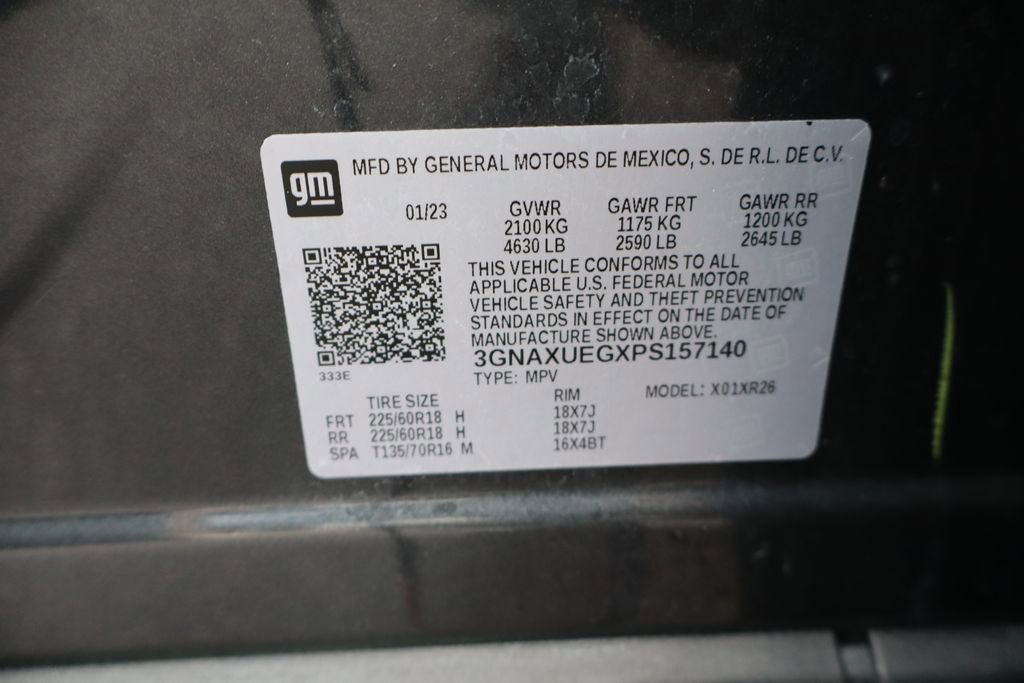 gm
MFD BY GENERAL MOTORS DE MEXICO, S. DE R.L. DE C.V.
01/23
GVWR
2100 KG
4630 LB
GAWR FRT
1175 KG
2590 LB
GAWR RR
1200 KG
2645 LB
THIS VEHICLE CONFORMS TO ALL
APPLICABLE U.S. FEDERAL MOTOR
VEHICLE SAFETY AND THEFT PREVENTION
STANDARDS IN EFFECT ON THE DATE OF
MANUFACTURE SHOWN ABOVE.
3GNAXUEGXPS157140
333E
TYPE: MPV
MODEL: X01XR26
TIRE SIZE RIM
FRT 225/60R18 H 18X7J
RR 225/60R18 H 18X7J
SPA T135/70R16 M 16X4BT